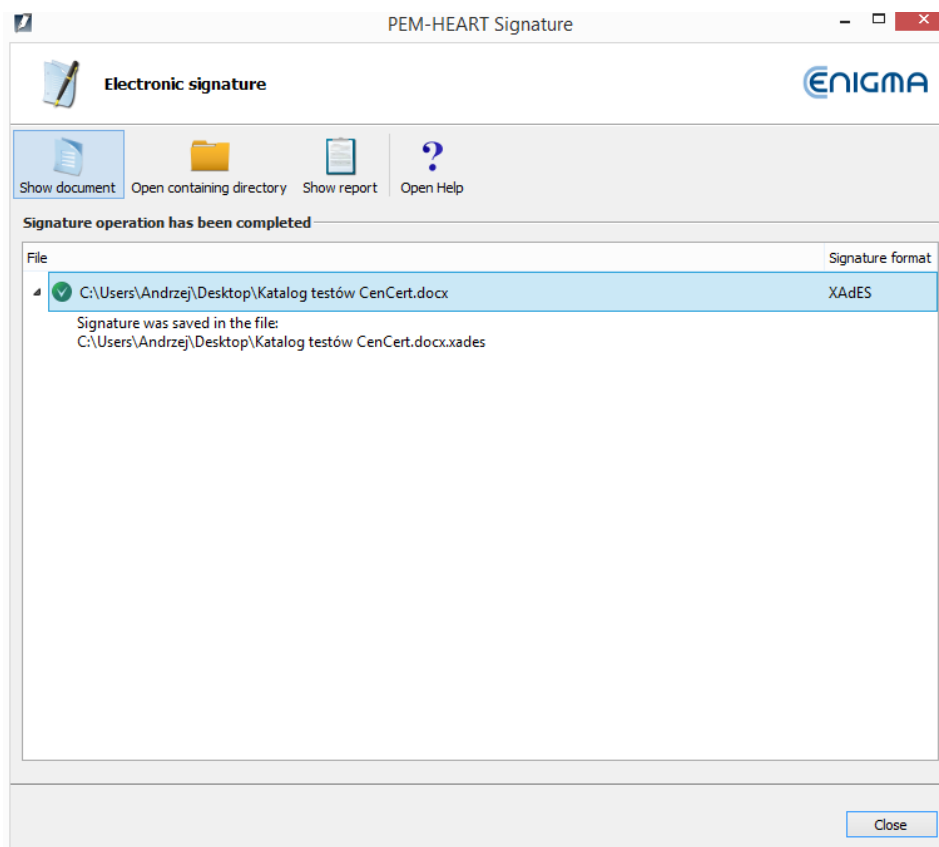 PEM-HEART Signature
Electronic signature
ENIGMA
Show document Open containing directory Show report Open Help
Signature operation has been completed
File Signature format
C:\Users\Andrzej\Desktop\Katalog testów CenCert.docx XAdES
Signature was saved in the file:
C:\Users\Andrzej\Desktop\Katalog testów CenCert.docx.xades
Close